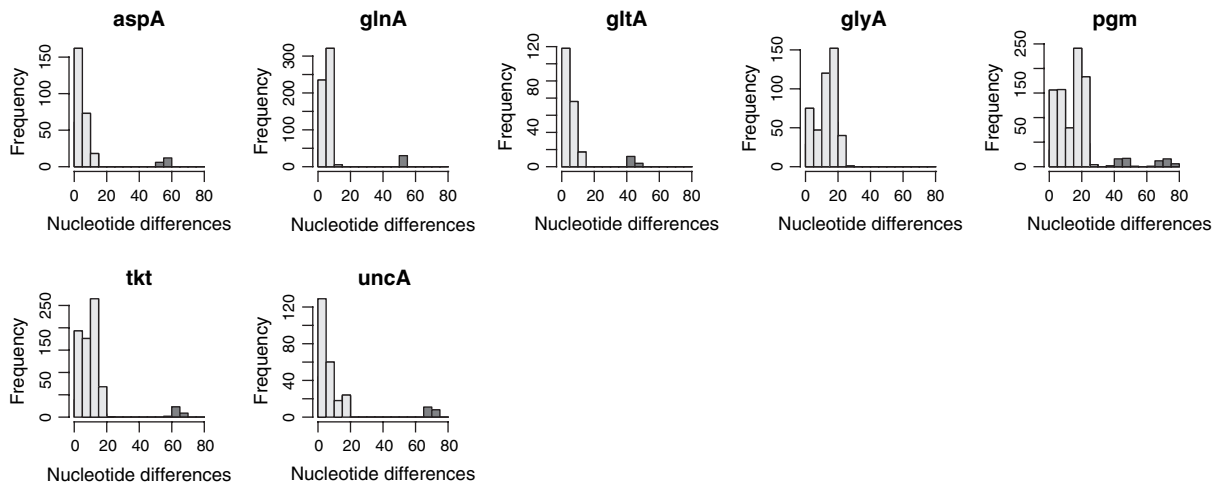 aspA
Frequency
0 50 100 150
0 20 40 60 80
Nucleotide differences
glnA
Frequency
0 100 200 300
0 20 40 60 80
Nucleotide differences
gltA
Frequency
0 40 80 120
0 20 40 60 80
Nucleotide differences
glyA
Frequency
0 50 100 150
0 20 40 60 80
Nucleotide differences
pgm
Frequency
0 50 150 250
0 20 40 60 80
Nucleotide differences
tkt
Frequency
0 50 150 250
0 20 40 60 80
Nucleotide differences
uncA
Frequency
0 40 80 120
0 20 40 60 80
Nucleotide differences